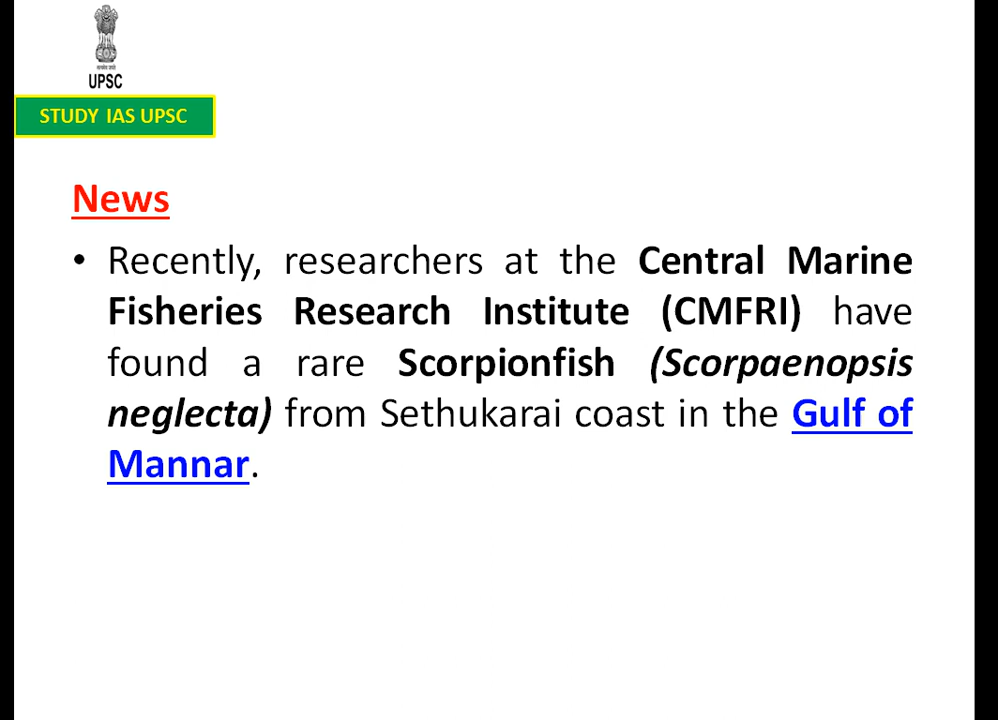 UPSC
STUDY IAS UPSC
News
• Recently, researchers at the Central Marine
Fisheries Research Institute (CMFRI) have
found a rare Scorpionfish (Scorpaenopsis
neglecta) from Sethukarai coast in the Gulf of
Mannar.